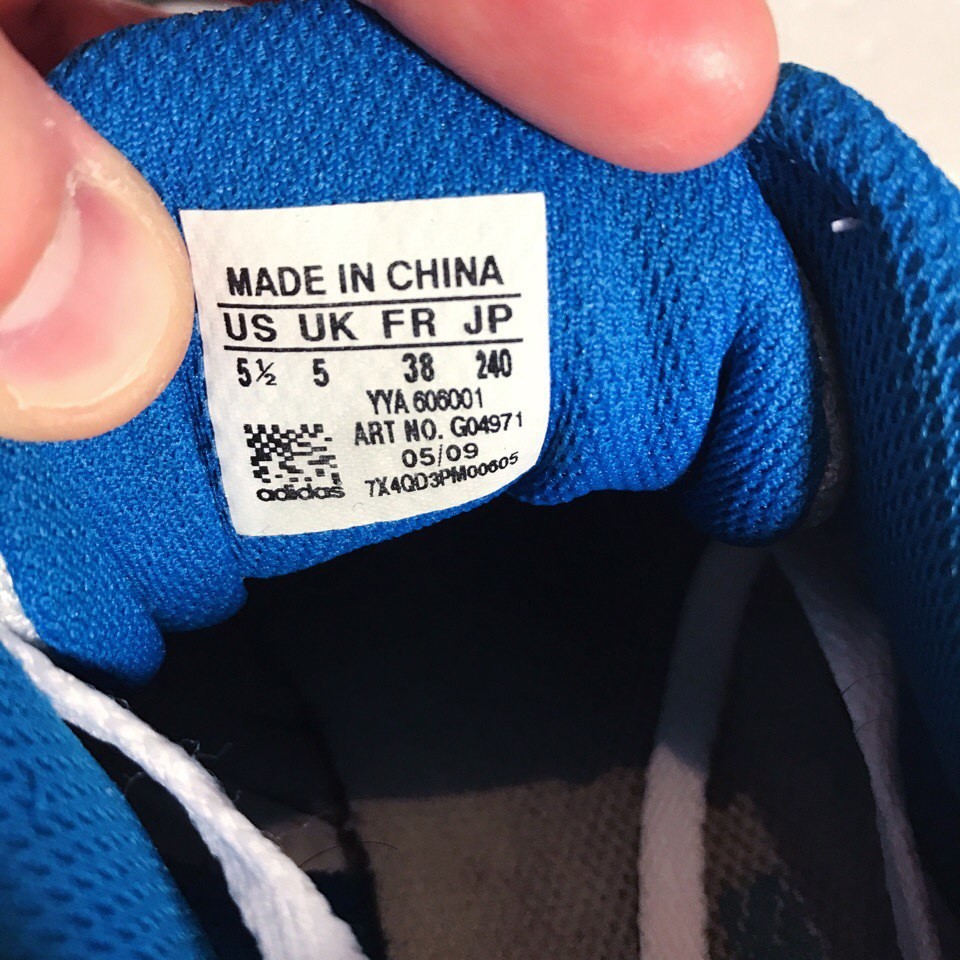 MADE IN CHINA
US UK FR JP
5½ 5 38 240
YYA 606001
ART NO. G04971
05/09
adidas 7X4QD3PM00605